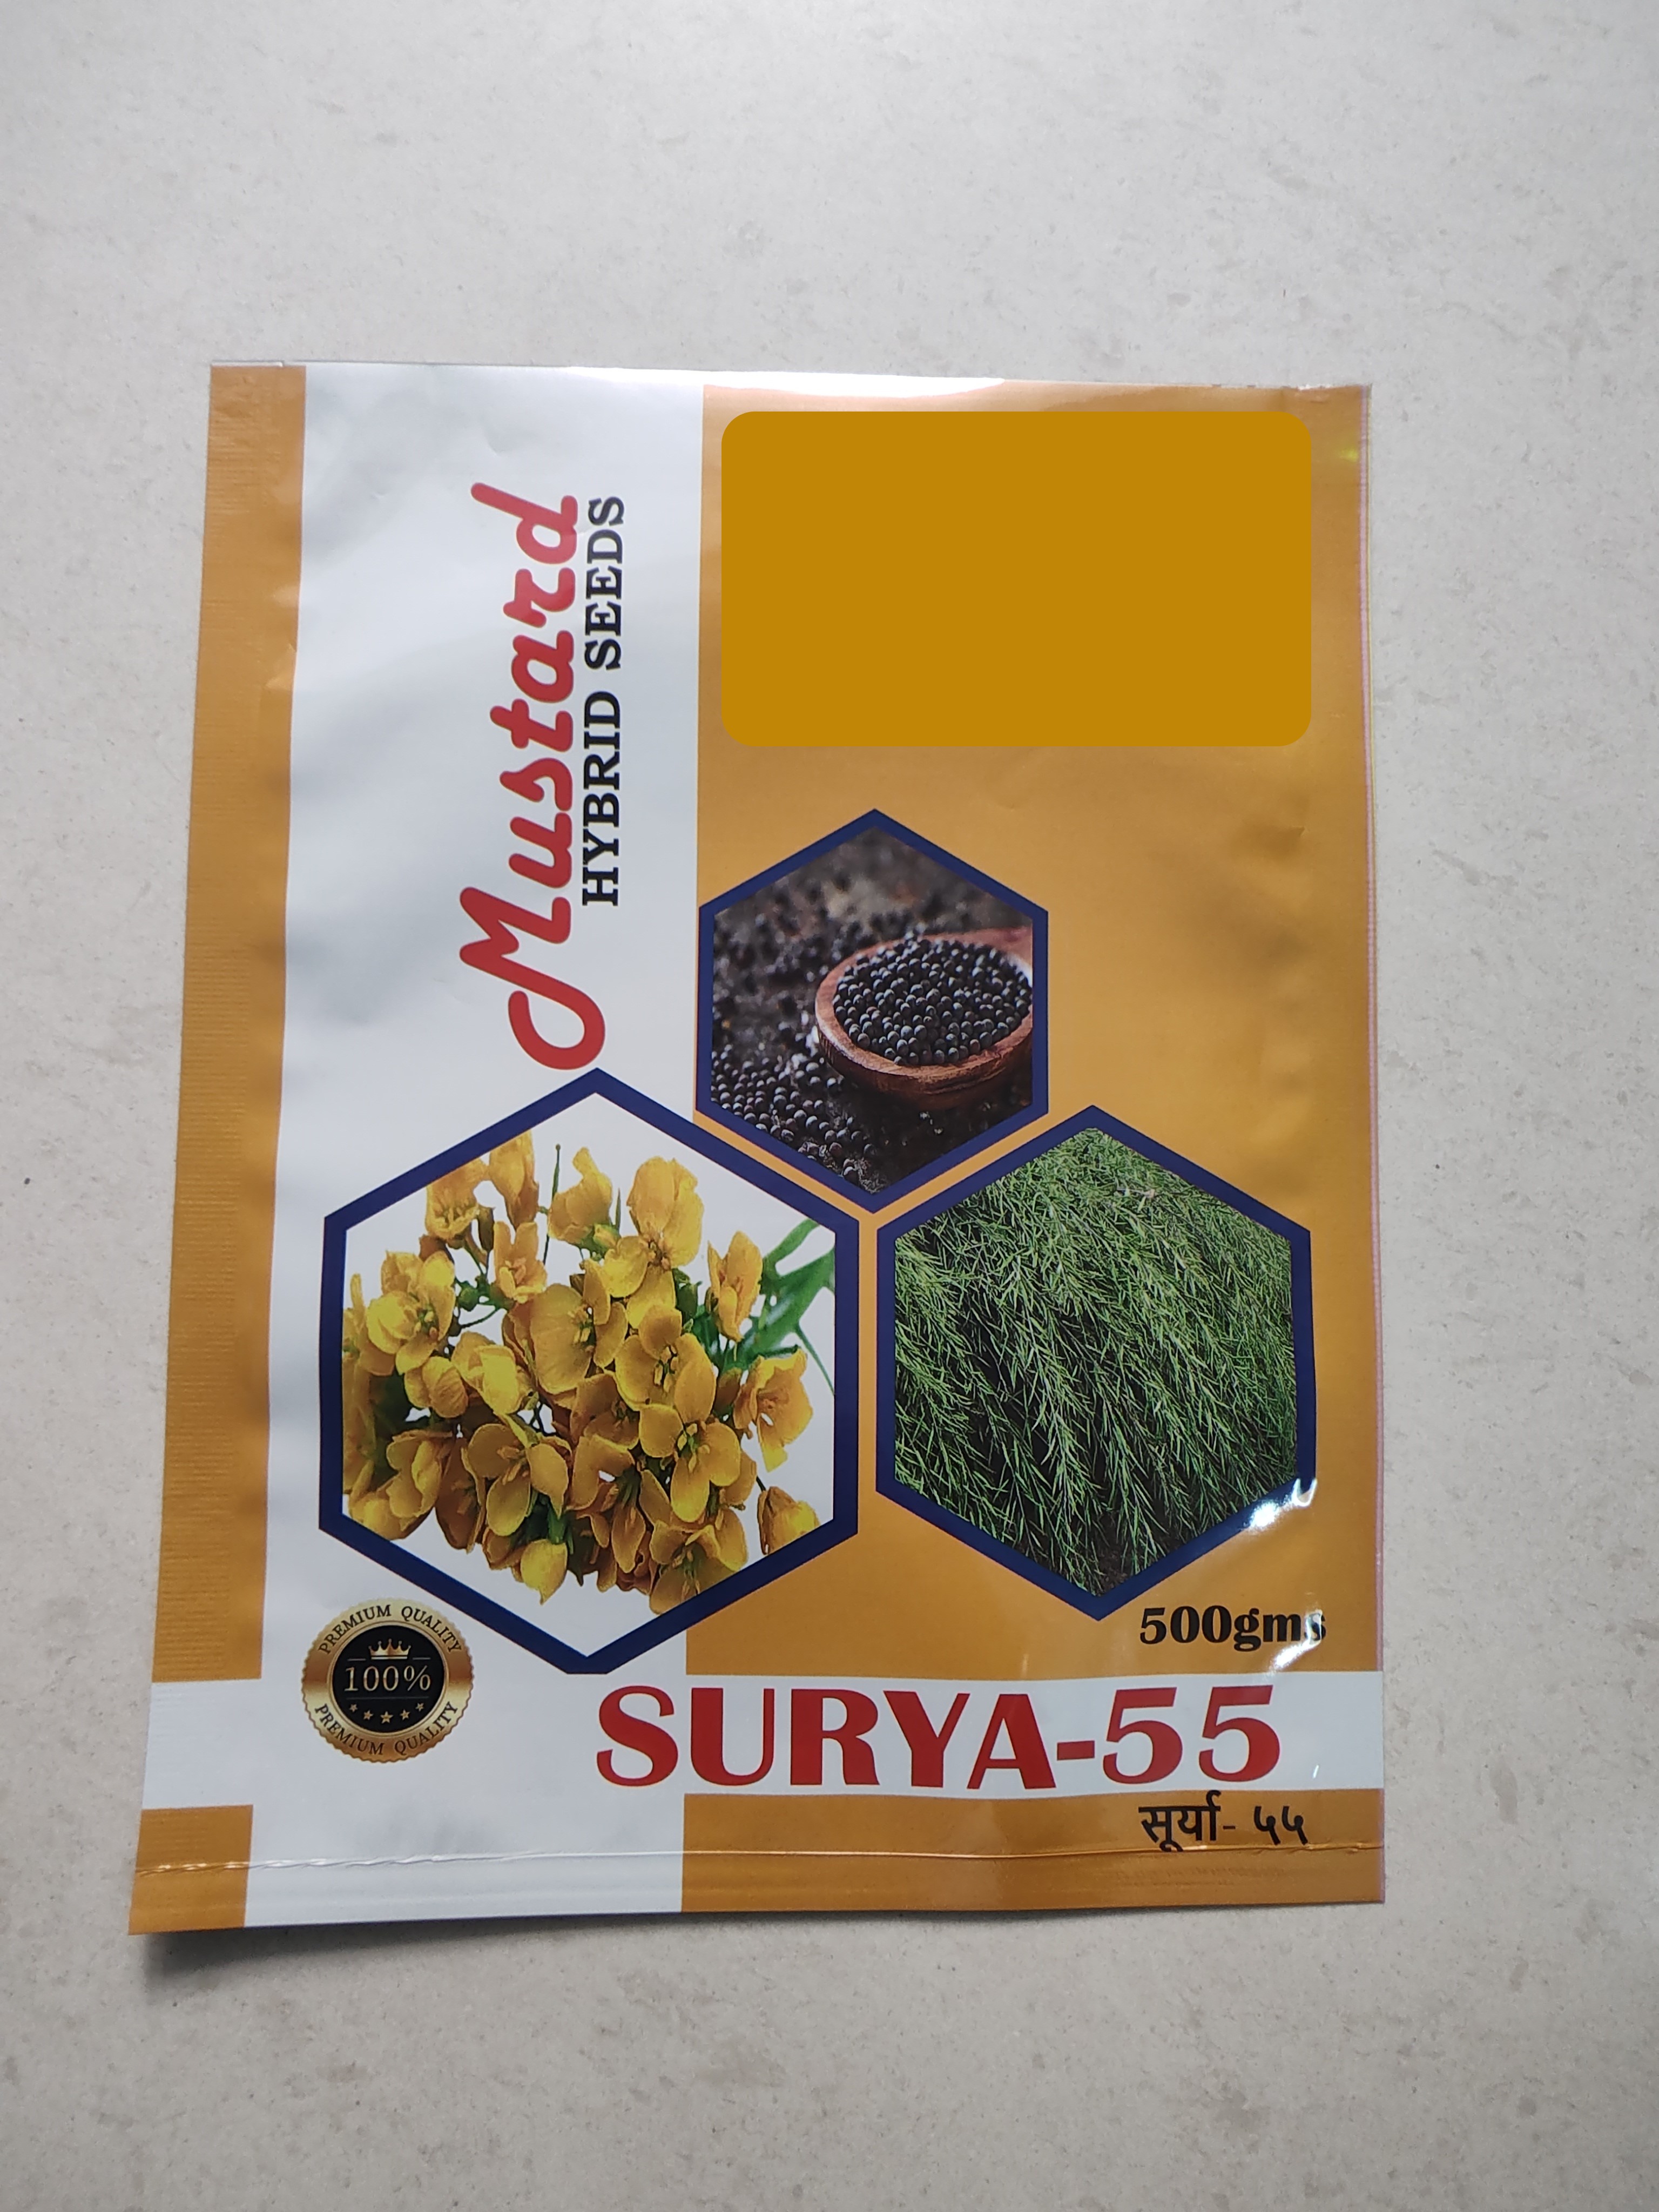 Mustard
HYBRID SEEDS
500gms
PREMIUM QUALITY
100%
PREMIUM QUALITY
SURYA-55
सूर्या- ५५